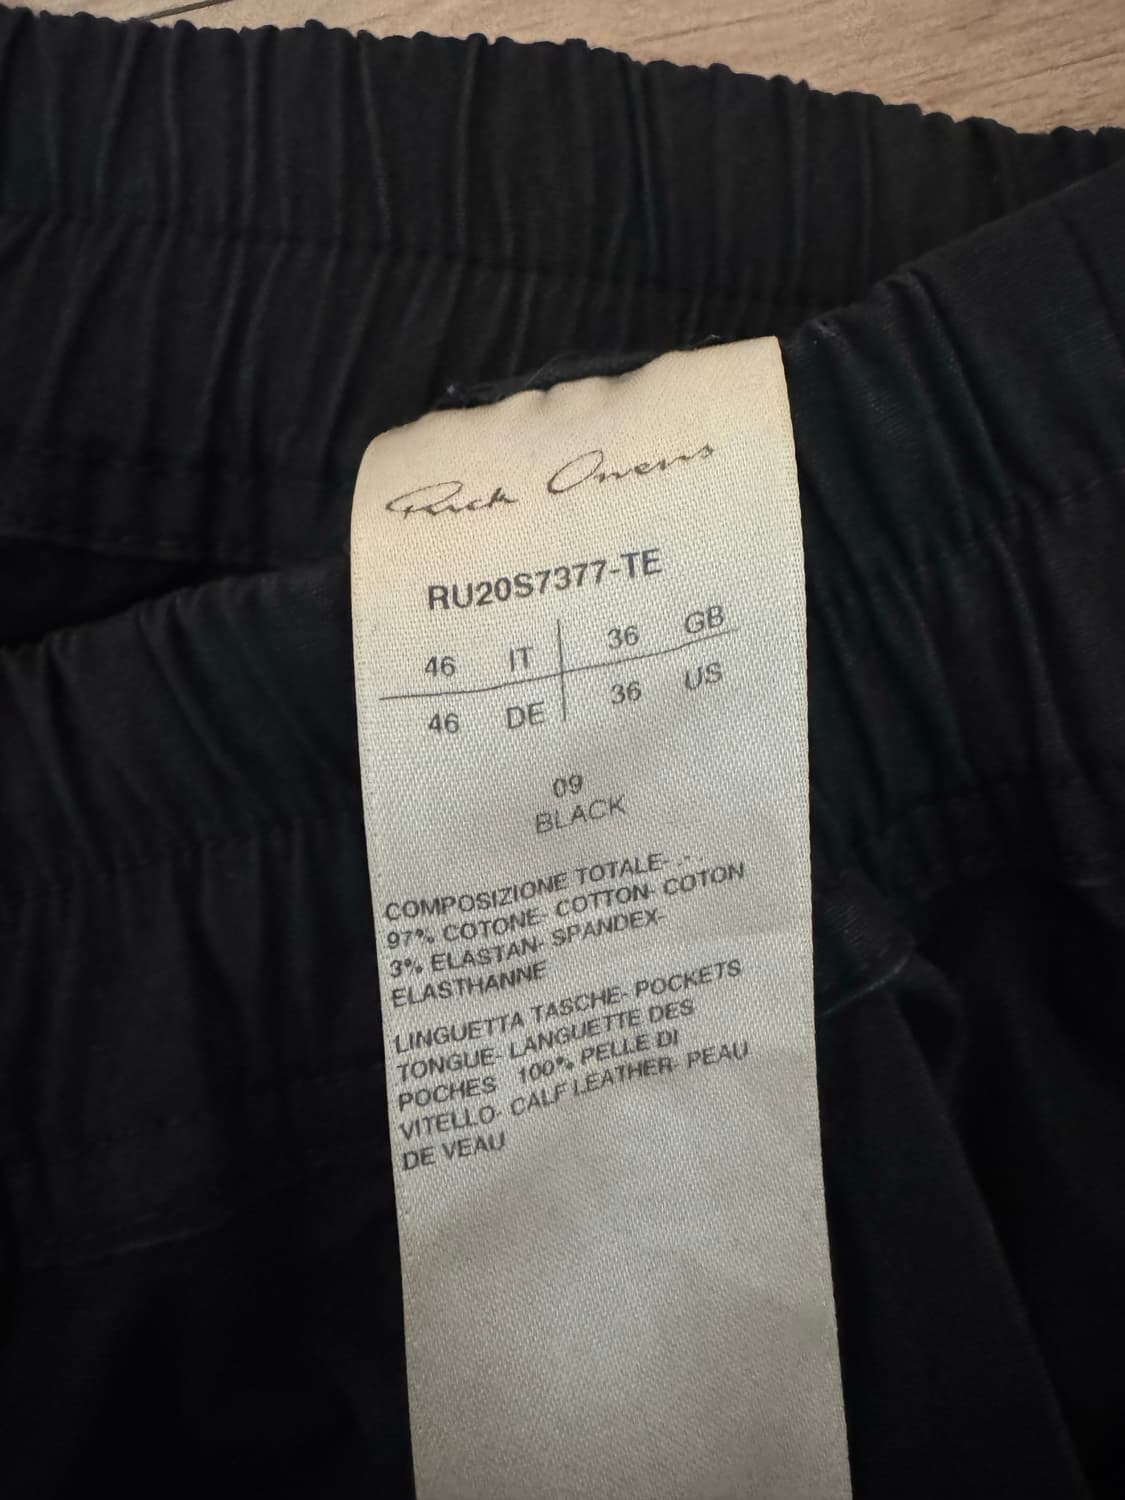 Rick Owens
RU20S7377-TE
46 IT 36 GB
46 DE 36 US
09
BLACK
COMPOSIZIONE TOTALE- .-.
97% COTONE- COTTON- COTON
3% ELASTAN- SPANDEX-
ELASTHANNE
LINGUETTA TASCHE- POCKETS
TONGUE- LANGUETTE DES
POCHES 100% PELLE DI
VITELLO- CALF LEATHER- PEAU
DE VEAU